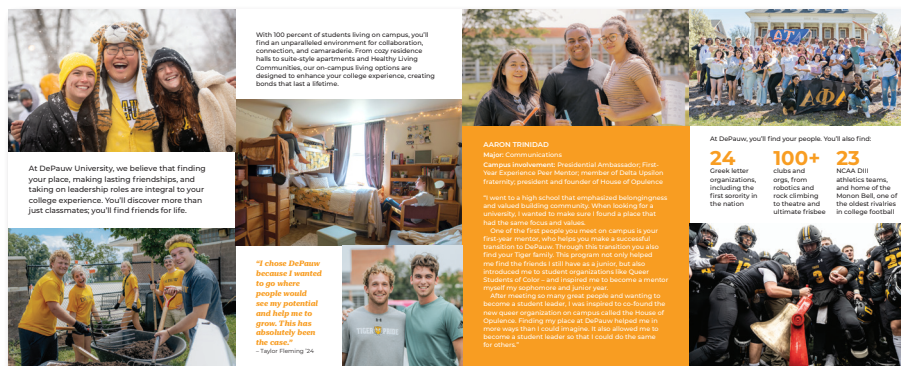 At DePauw University, we believe that finding
your place, making lasting friendships, and
taking on leadership roles are integral to your
college experience. You'll discover more than
just classmates; you'll find friends for life.
With 100 percent of students living on campus, you'll
find an unparalleled environment for collaboration,
connection, and camaraderie. From cozy residence
halls to suite-style apartments and Healthy Living
Communities, our on-campus living options are
designed to enhance your college experience, creating
bonds that last a lifetime.
"I chose DePauw
because I wanted
to go where
people would
see my potential
and help me to
grow. This has
absolutely been
the case."
– Taylor Fleming '24
TIGER PRIDE
AARON TRINIDAD
Major: Communications
Campus involvement: Presidential Ambassador; First-
Year Experience Peer Mentor; member of Delta Upsilon
fraternity; president and founder of House of Opulence
"I went to a high school that emphasized belongingness
and valued building community. When looking for a
university, I wanted to make sure I found a place that
had the same focus and values.
One of the first people you meet on campus is your
first-year mentor, who helps you make a successful
transition to DePauw. Through this transition you also
find your Tiger family. This program not only helped
me find the friends I still have as a junior, but also
introduced me to student organizations like Queer
Students of Color – and inspired me to become a mentor
myself my sophomore and junior year.
After meeting so many great people and wanting to
become a student leader, I was inspired to co-found the
new queer organization on campus called the House of
Opulense. Finding my place at DePauw helped me in
more ways than I could imagine. It also allowed me to
become a student leader so that I could do the same
for others."
ΑΓΔ
ΑΦΑ
At DePauw, you'll find your people. You'll also find:
24
Greek letter
organizations,
including the
first sorority in
the nation
100+
clubs and
orgs, from
robotics and
rock climbing
to theatre and
ultimate frisbee
23
NCAA DIII
athletics teams,
and home of the
Monon Bell, one of
the oldest rivalries
in college football